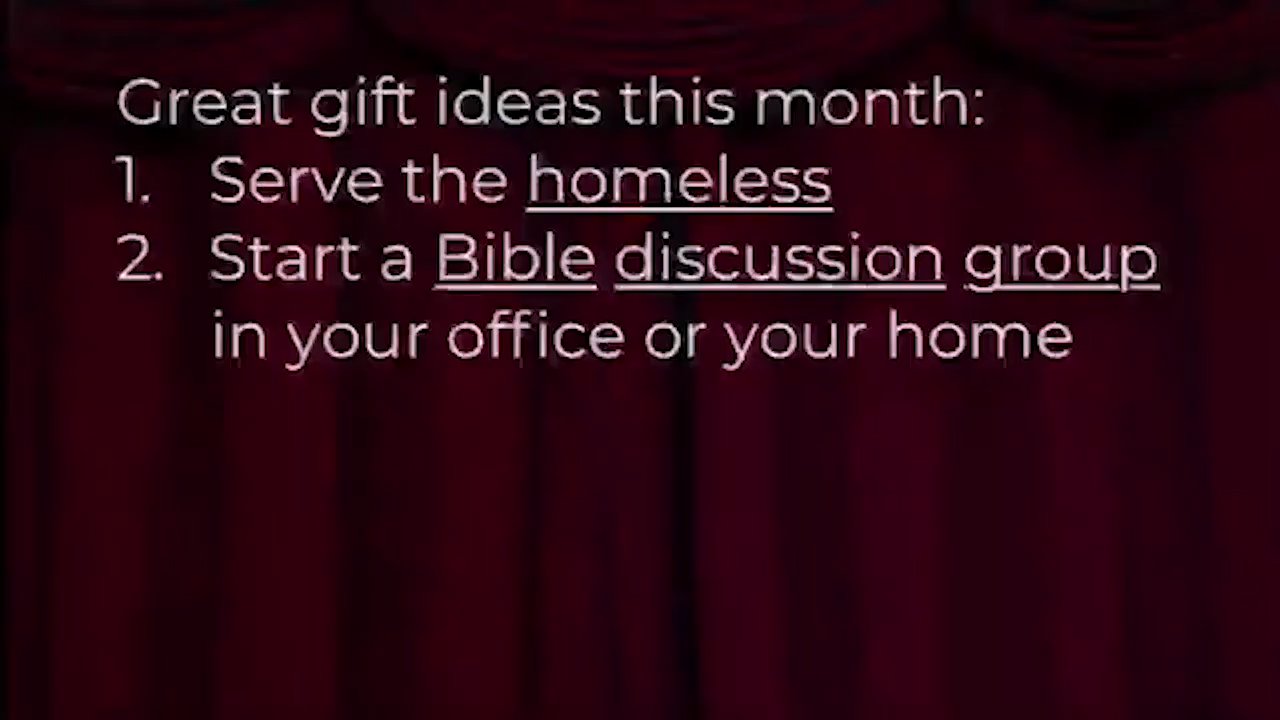 Great gift ideas this month:
1. Serve the homeless
2. Start a Bible discussion group
in your office or your home